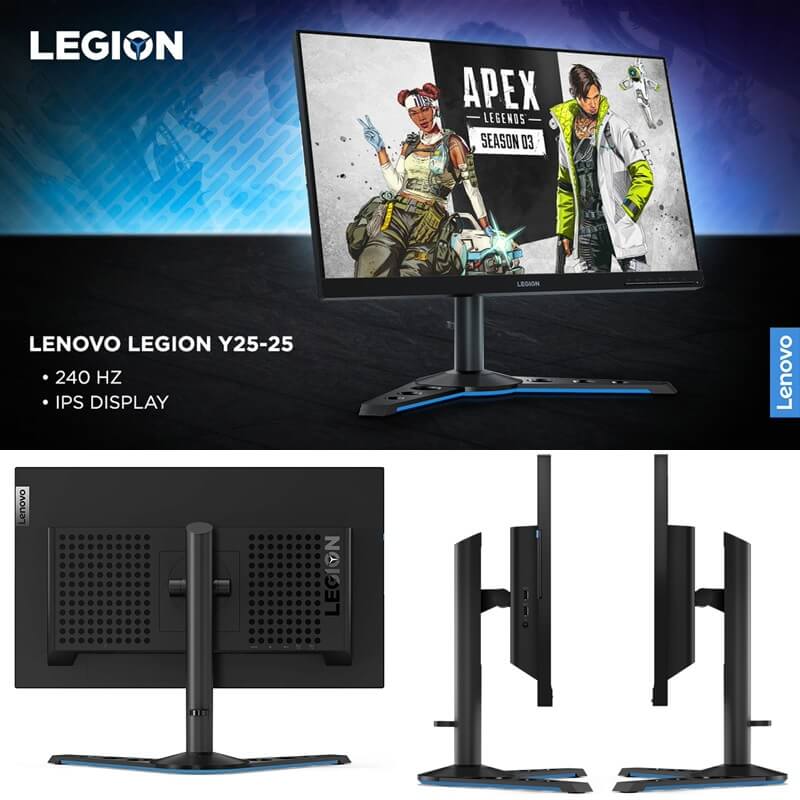 LEGION
APEX
LEGENDS
SEASON 03
LEGION
LENOVO LEGION Y25-25
• 240 HZ
• IPS DISPLAY
Lenovo
Lenovo
LEGION